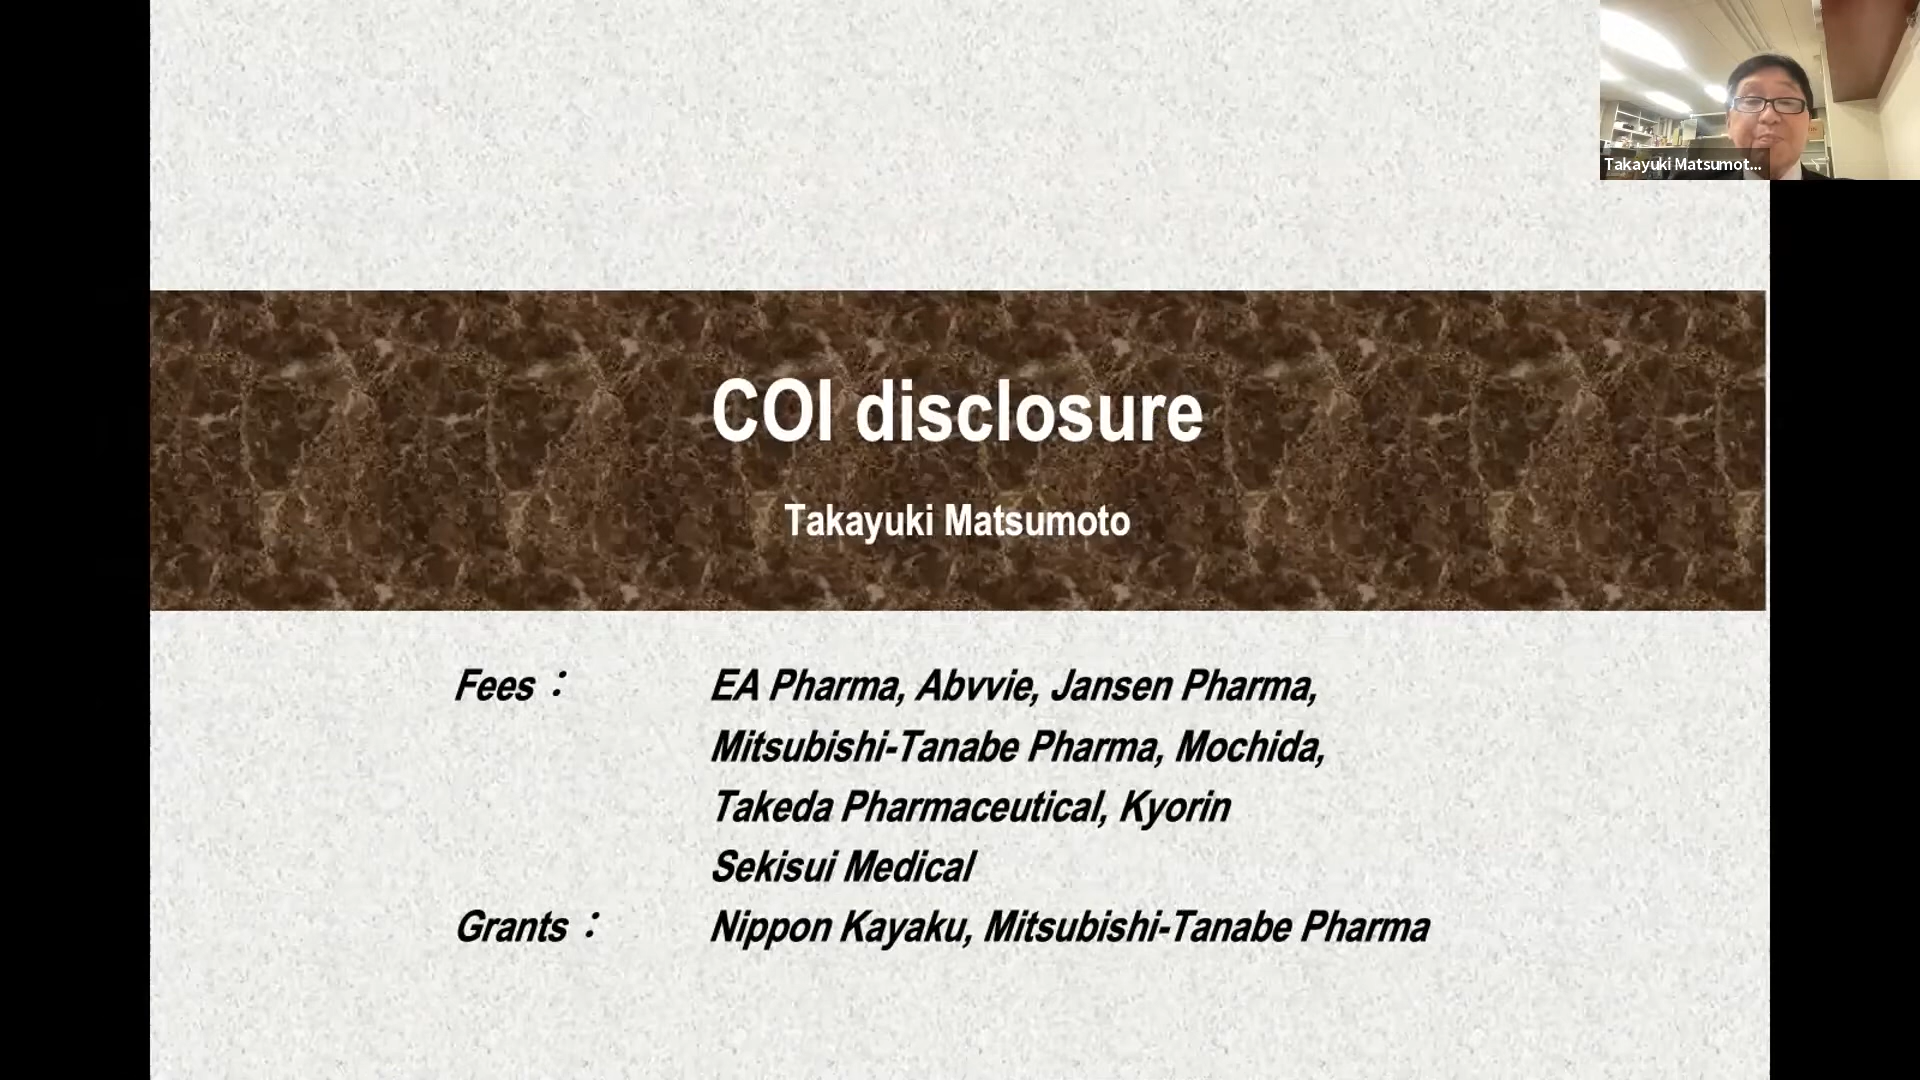 Takayuki Matsumot...
COI disclosure
Takayuki Matsumoto
Fees： EA Pharma, Abvvie, Jansen Pharma,
Mitsubishi-Tanabe Pharma, Mochida,
Takeda Pharmaceutical, Kyorin
Sekisui Medical
Grants： Nippon Kayaku, Mitsubishi-Tanabe Pharma